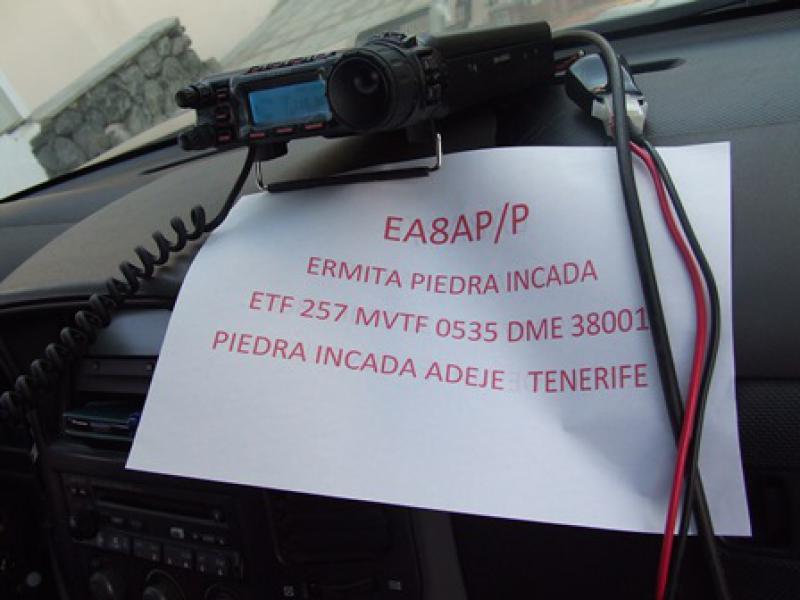 EA8AP/P
ERMITA PIEDRA INCADA
ETF 257 MVTF 0535 DME 38001
PIEDRA INCADA ADEJE TENERIFE